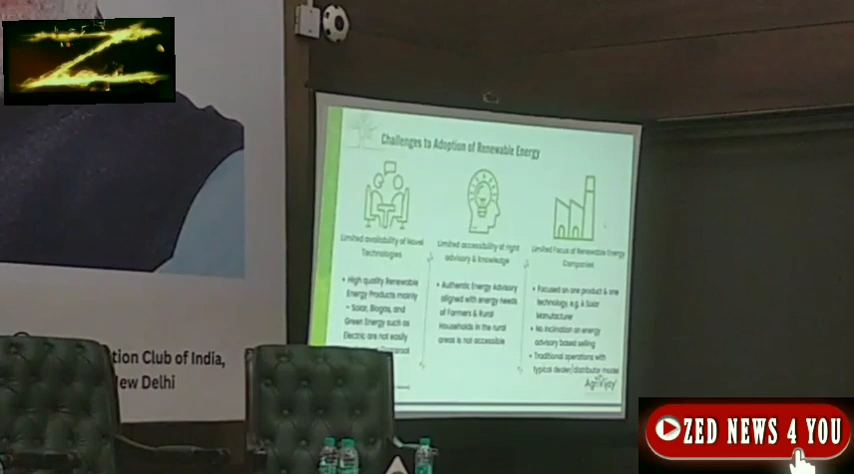 Z
Challenges to Adoption of Renewable Energy
Limited availability of Novel
Technologies
• High quality Renewable
Energy Products mainly
- Solar, Biogas, and
Green Energy such as
Electric are not easily
Limited accessibility of right
advisory & knowledge
• Authentic Energy Advisory
aligned with energy needs
of Farmers & Rural
Households in the rural
areas is not accessible
Limited Focus of Renewable Energy
Companies
• Focused on one product & one
technology, e.g. A Solar
Manufacturer
• No inclination on energy
advisory based selling
• Traditional operations with
typical dealer/distributor model
AgriVijay
tion Club of India,
ew Delhi
ZED NEWS 4 YOU